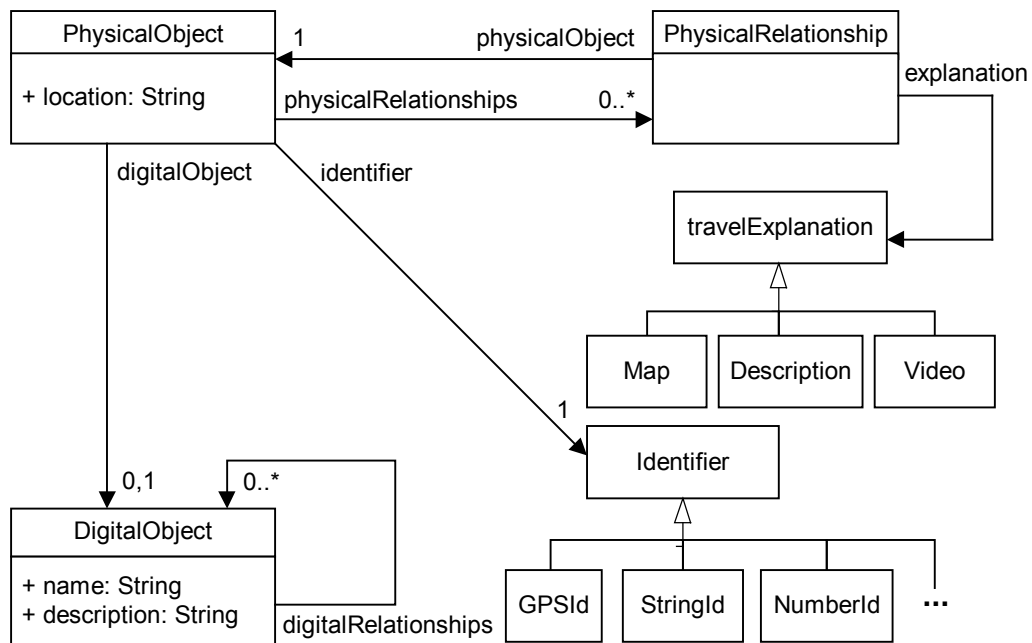 PhysicalObject
+ location: String
1
physicalObject
physicalRelationships
0..*
PhysicalRelationship
explanation
digitalObject
identifier
travelExplanation
Map
Description
Video
1
Identifier
GPSId
StringId
NumberId
...
0,1
0..*
DigitalObject
+ name: String
+ description: String
digitalRelationships